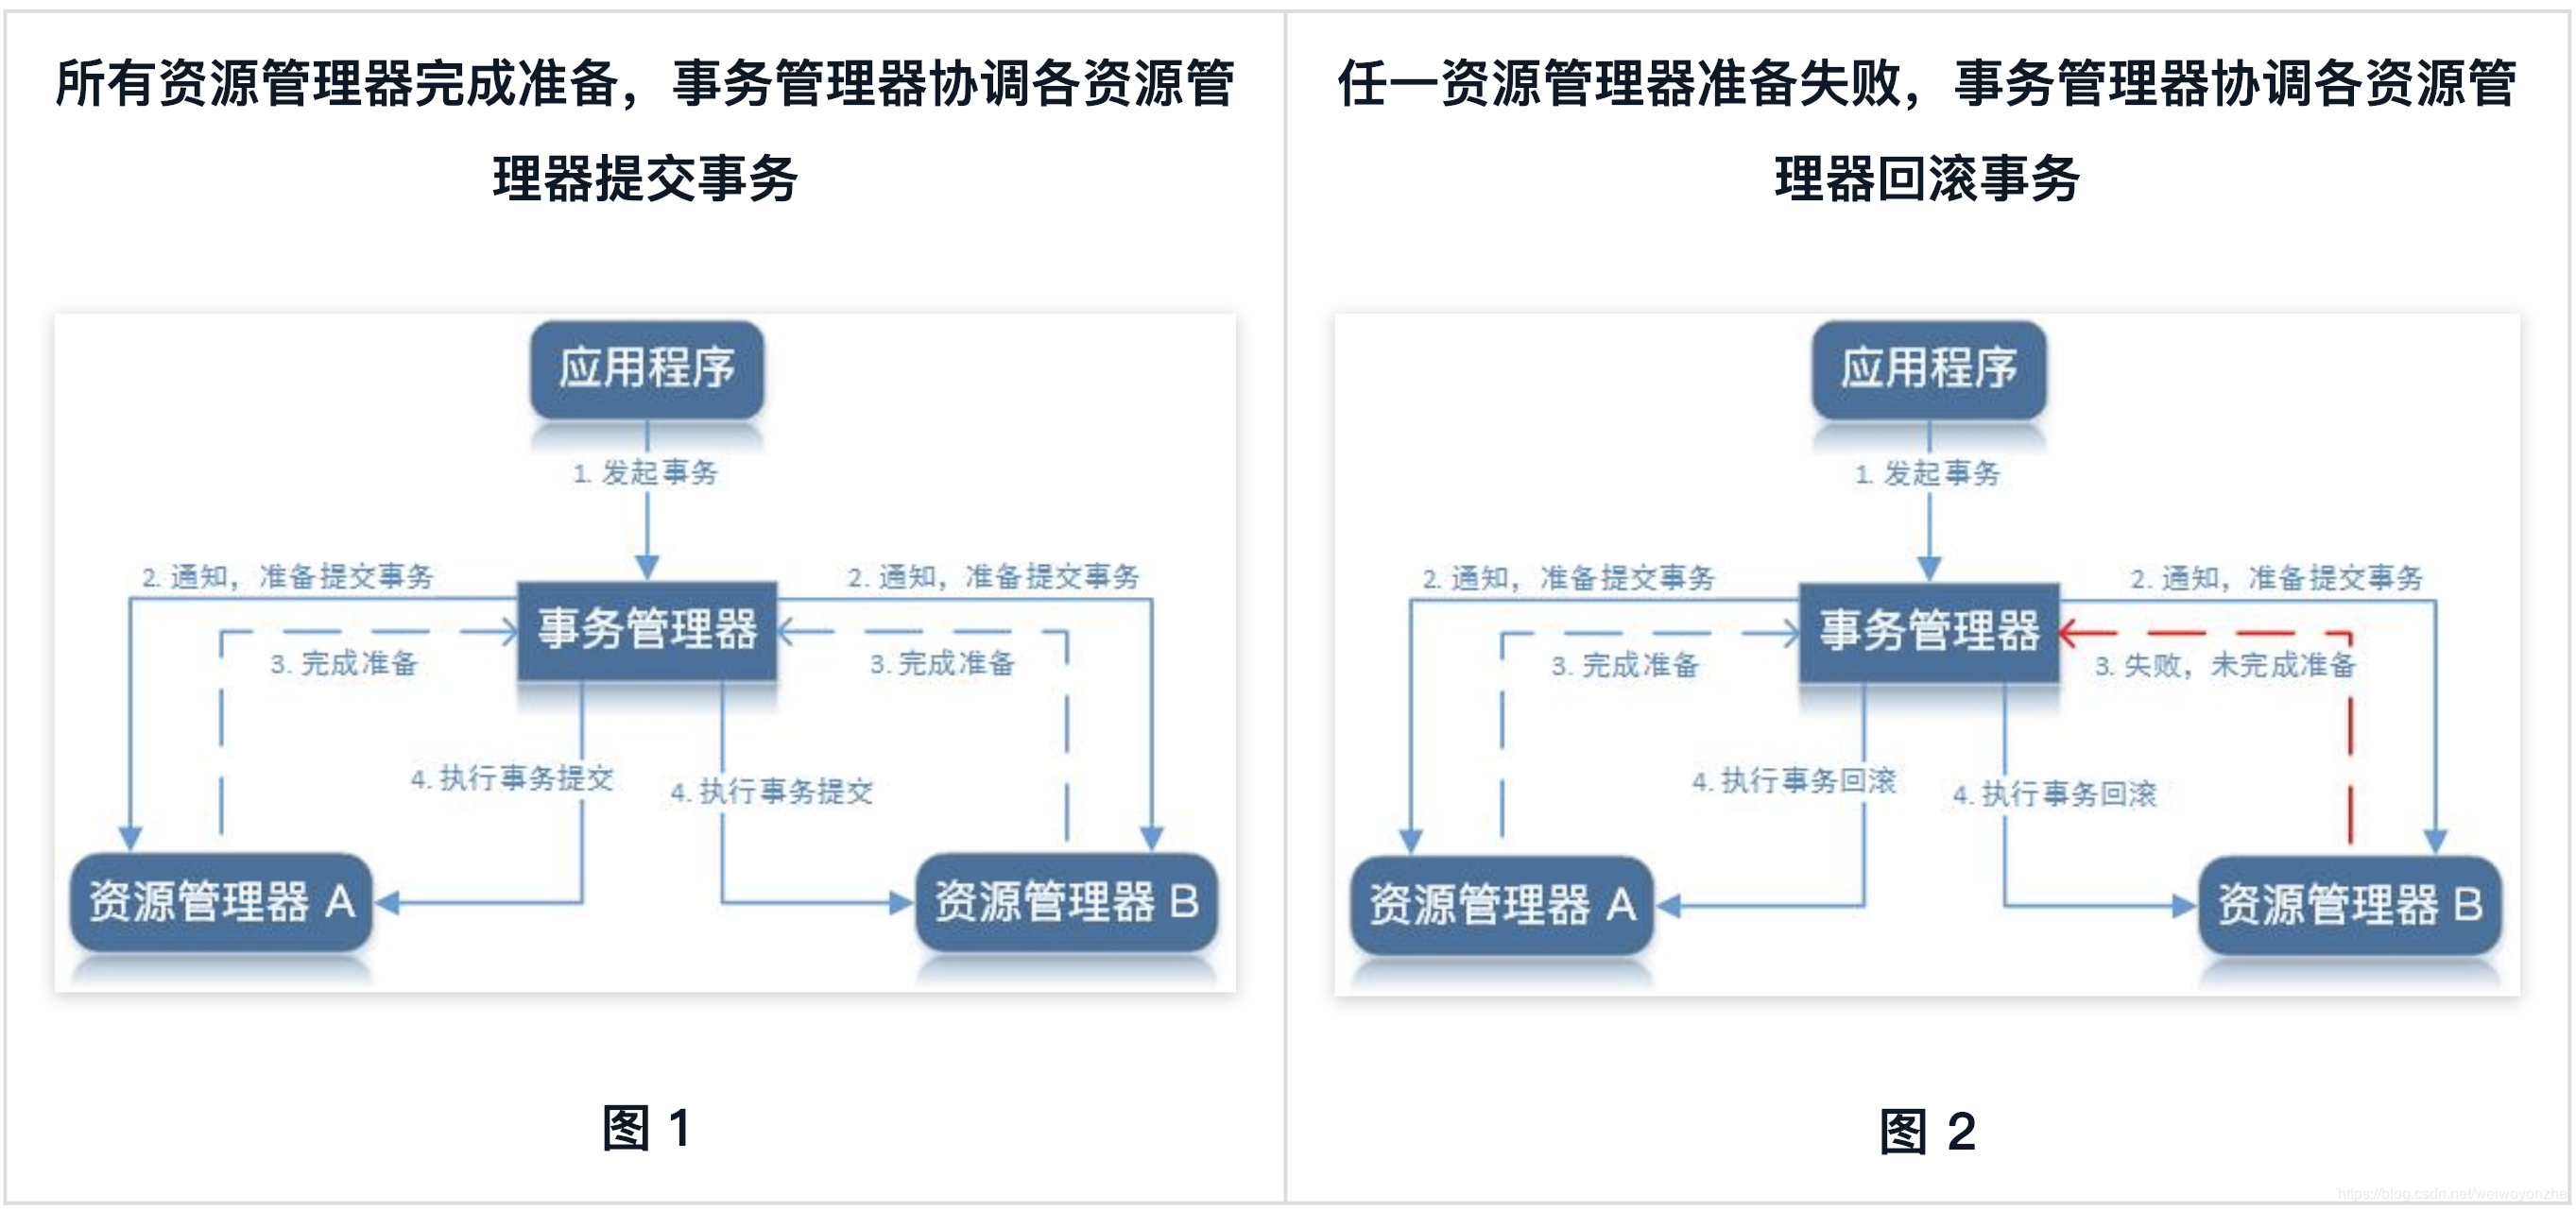 所有资源管理器完成准备，事务管理器协调各资源管
理器提交事务
应用程序
1. 发起事务
2. 通知，准备提交事务
2. 通知，准备提交事务
事务管理器
3. 完成准备
3. 完成准备
4. 执行事务提交
4. 执行事务提交
资源管理器 A
资源管理器 B
图 1
任一资源管理器准备失败，事务管理器协调各资源管
理器回滚事务
应用程序
1. 发起事务
2. 通知，准备提交事务
2. 通知，准备提交事务
事务管理器
3. 完成准备
3. 失败，未完成准备
4. 执行事务回滚
4. 执行事务回滚
资源管理器 A
资源管理器 B
图 2
https://blog.csdn.net/weiwoyonzhe